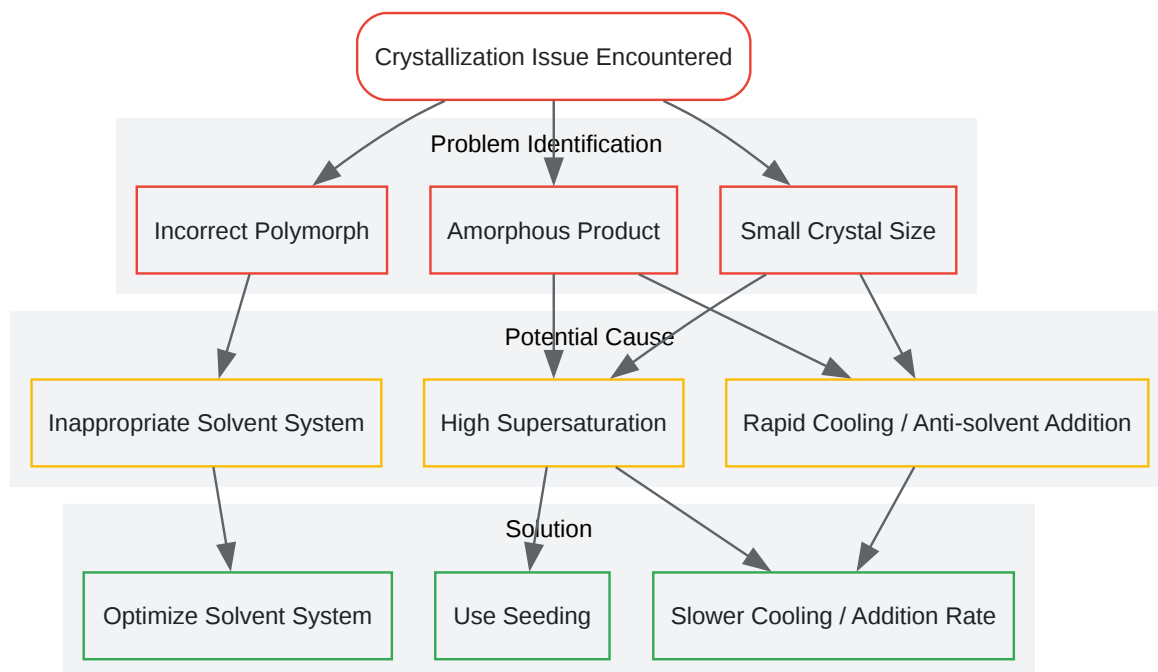 Crystallization Issue Encountered
Problem Identification
Incorrect Polymorph
Amorphous Product
Small Crystal Size
Potential Cause
Inappropriate Solvent System
High Supersaturation
Rapid Cooling / Anti-solvent Addition
Solution
Optimize Solvent System
Use Seeding
Slower Cooling / Addition Rate